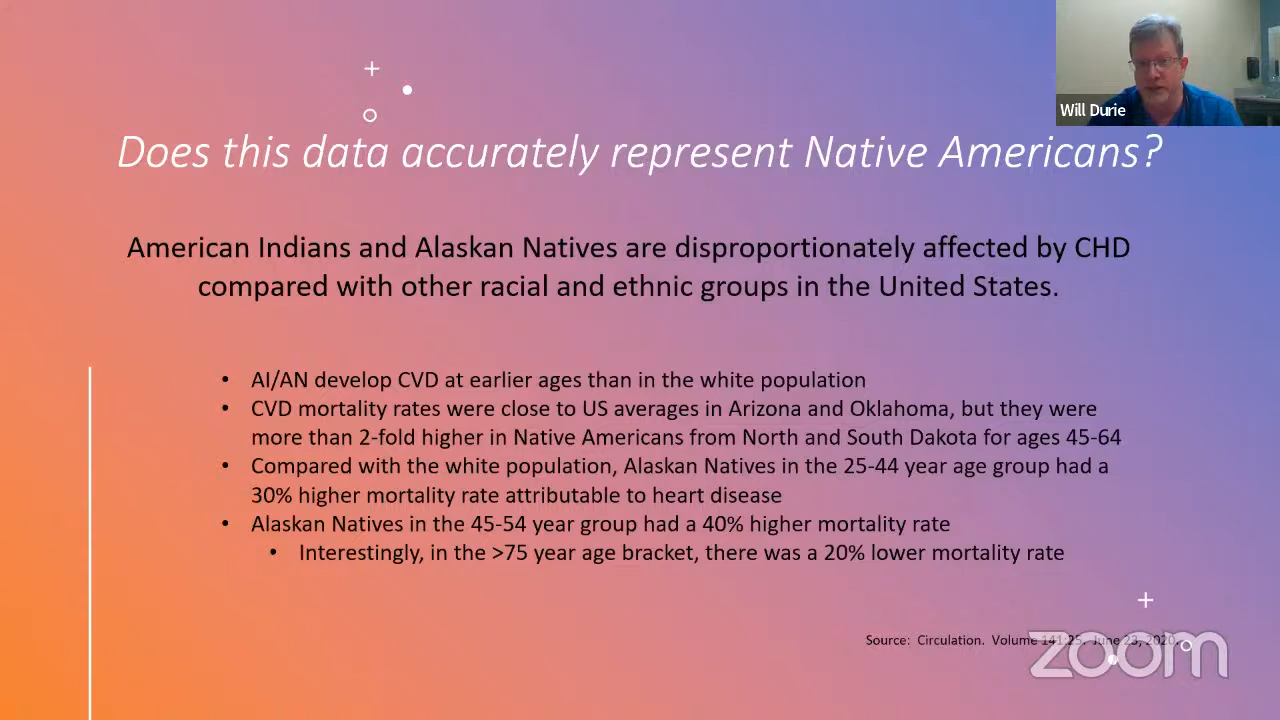 Will Durie
Does this data accurately represent Native Americans?
American Indians and Alaskan Natives are disproportionately affected by CHD
compared with other racial and ethnic groups in the United States.
• AI/AN develop CVD at earlier ages than in the white population
• CVD mortality rates were close to US averages in Arizona and Oklahoma, but they were
more than 2-fold higher in Native Americans from North and South Dakota for ages 45-64
• Compared with the white population, Alaskan Natives in the 25-44 year age group had a
30% higher mortality rate attributable to heart disease
• Alaskan Natives in the 45-54 year group had a 40% higher mortality rate
• Interestingly, in the >75 year age bracket, there was a 20% lower mortality rate
Source: Circulation. Volume 141:25. June 23, 2020.
zoom